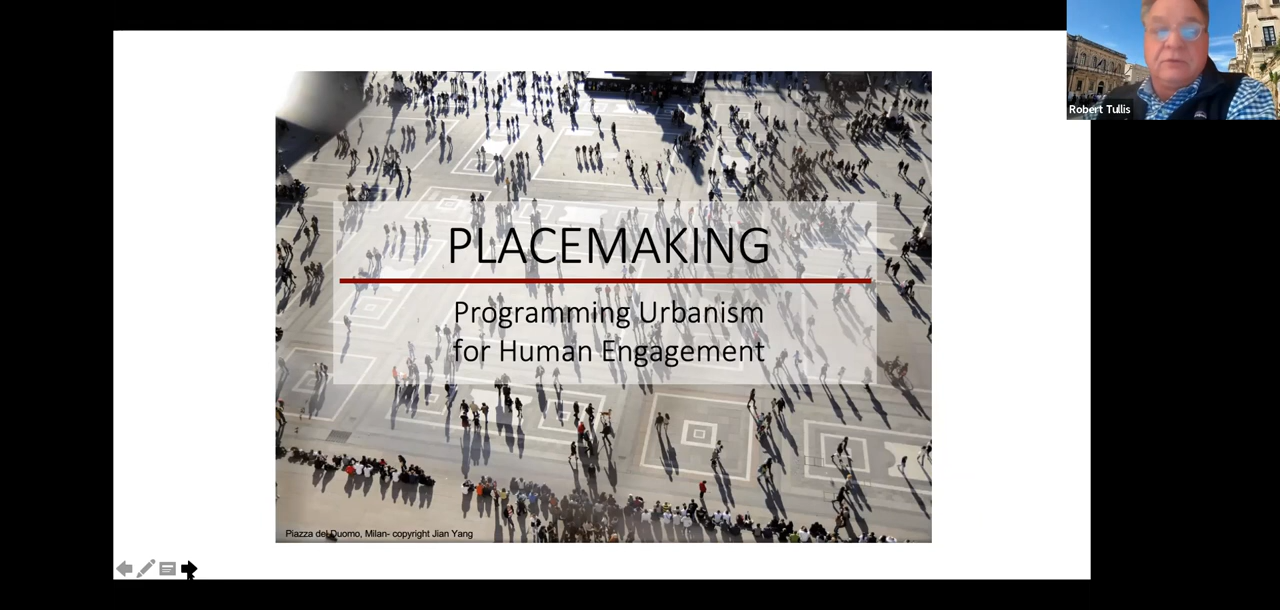 Robert Tullis
PLACEMAKING
Programming Urbanism
for Human Engagement
Piazza del Duomo, Milan- copyright Jian Yang